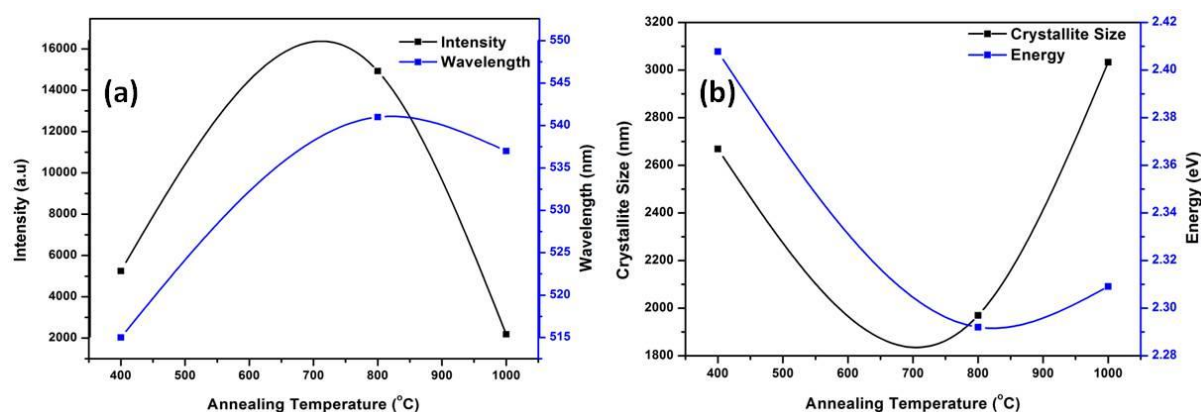 (a)
Intensity
Wavelength
Intensity (a.u)
16000
14000
12000
10000
8000
6000
4000
2000
550
545
540
535
530
525
520
515
Wavelength (nm)
400 500 600 700 800 900 1000
Annealing Temperature (°C)
(b)
Crystallite Size
Energy
Crystallite Size (nm)
3200
3000
2800
2600
2400
2200
2000
1800
2.42
2.40
2.38
2.36
2.34
2.32
2.30
2.28
Energy (eV)
400 500 600 700 800 900 1000
Annealing Temperature (°C)